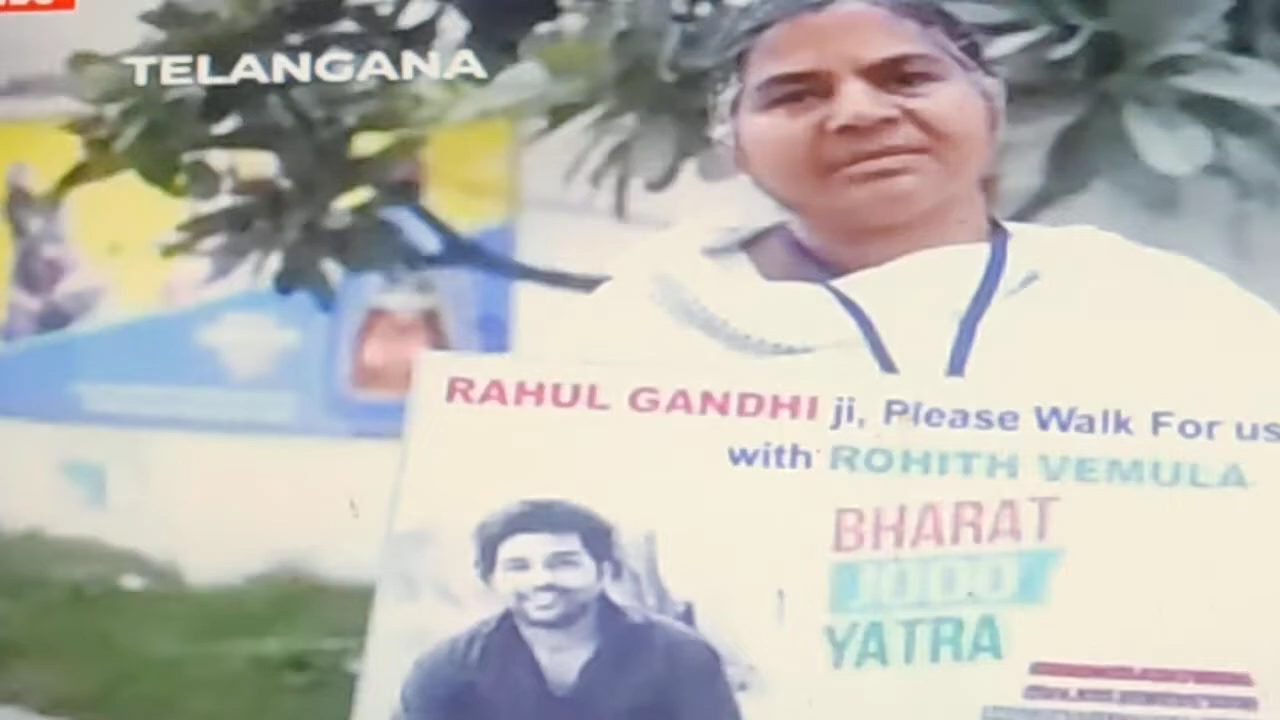 TELANGANA
RAHUL GANDHI ji, Please Walk For us
with ROHITH VEMULA
BHARAT
JODO
YATRA